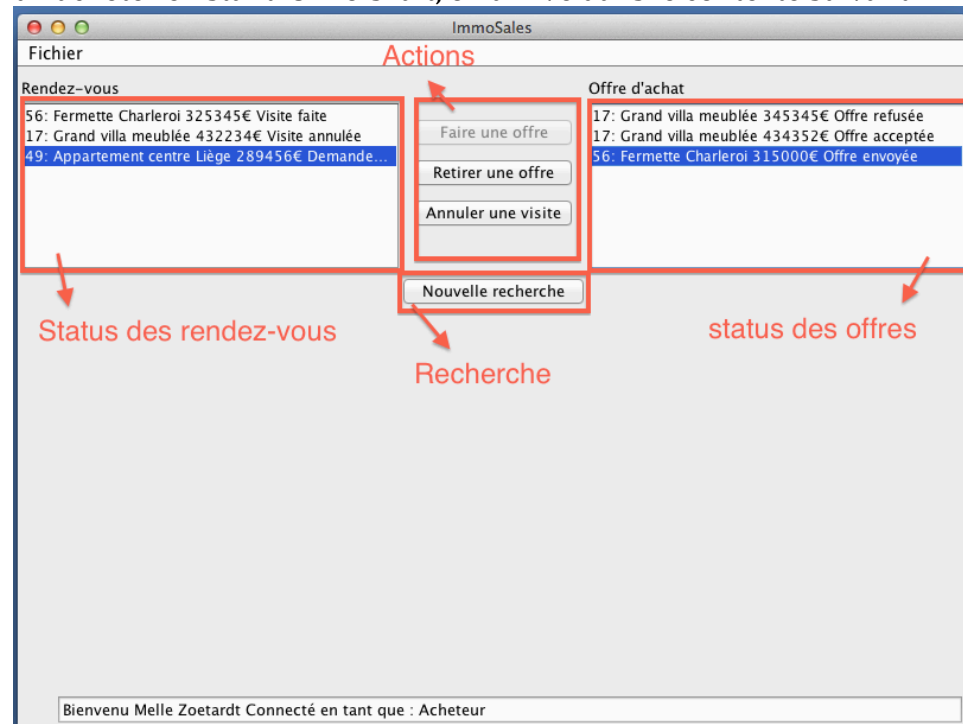 ImmoSales
Fichier
Actions
Rendez-vous
Offre d'achat
56: Fermette Charleroi 325345€ Visite faite
17: Grand villa meublée 432234€ Visite annulée
49: Appartement centre Liège 289456€ Demande...
Faire une offre
Retirer une offre
Annuler une visite
17: Grand villa meublée 345345€ Offre refusée
17: Grand villa meublée 434352€ Offre acceptée
56: Fermette Charleroi 315000€ Offre envoyée
Nouvelle recherche
Status des rendez-vous
status des offres
Recherche
Bienvenu Melle Zoetardt Connecté en tant que : Acheteur